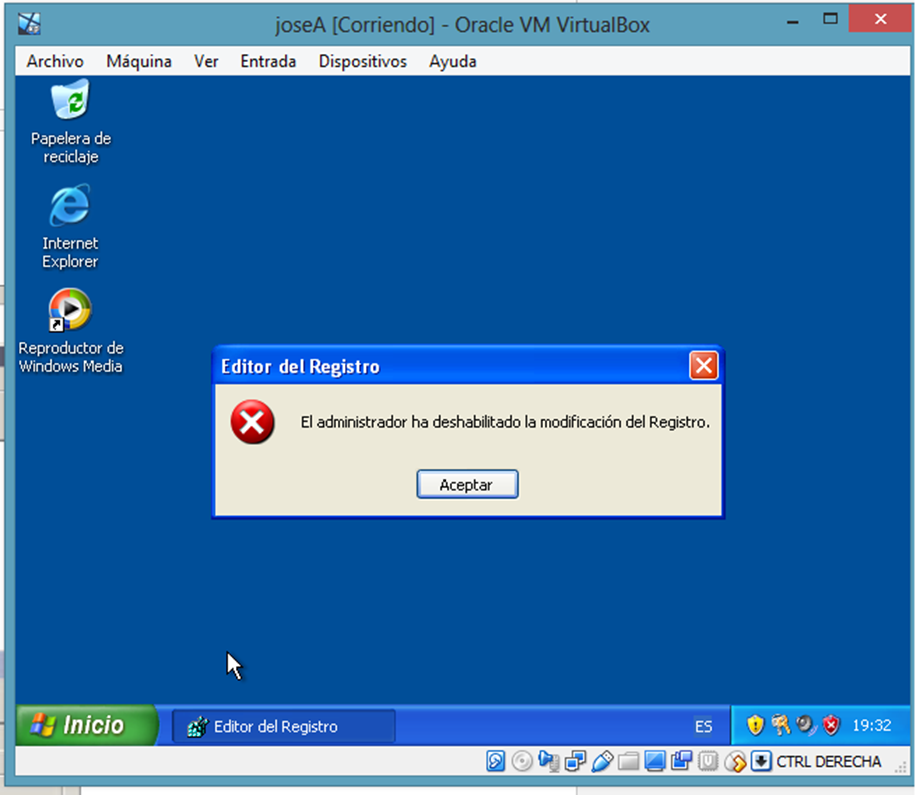 joseA [Corriendo] - Oracle VM VirtualBox
Archivo Máquina Ver Entrada Dispositivos Ayuda
Papelera de
reciclaje
Internet
Explorer
Reproductor de
Windows Media
Editor del Registro
El administrador ha deshabilitado la modificación del Registro.
Aceptar
Inicio Editor del Registro ES 19:32
CTRL DERECHA